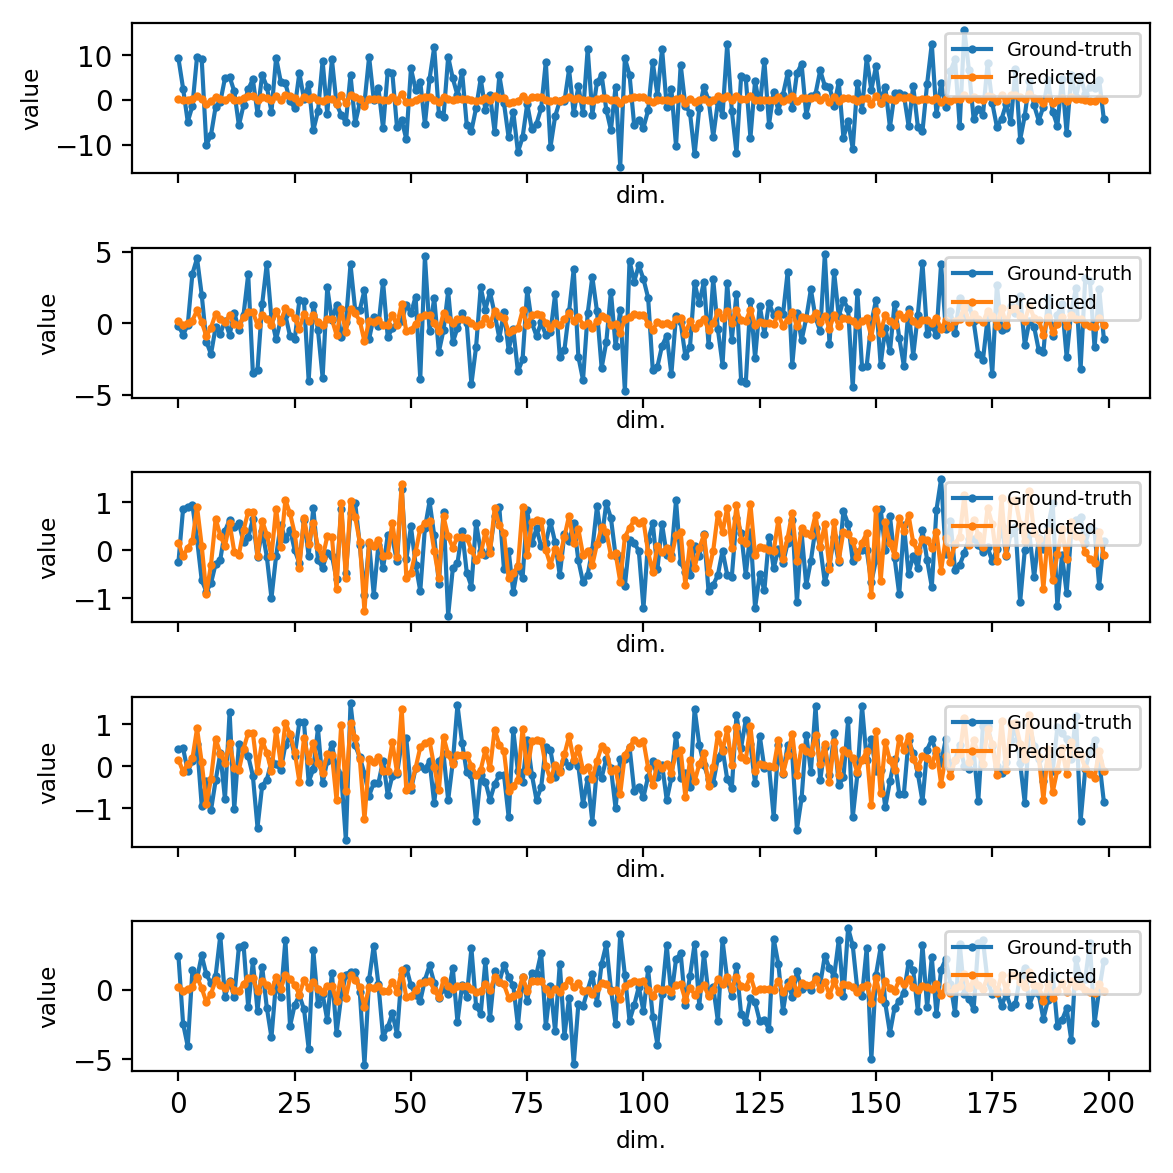 10
0
−10
value
Ground-truth
Predicted
dim.
5
0
−5
value
Ground-truth
Predicted
dim.
1
0
−1
value
Ground-truth
Predicted
dim.
1
0
−1
value
Ground-truth
Predicted
dim.
0
−5
value
Ground-truth
Predicted
0 25 50 75 100 125 150 175 200
dim.